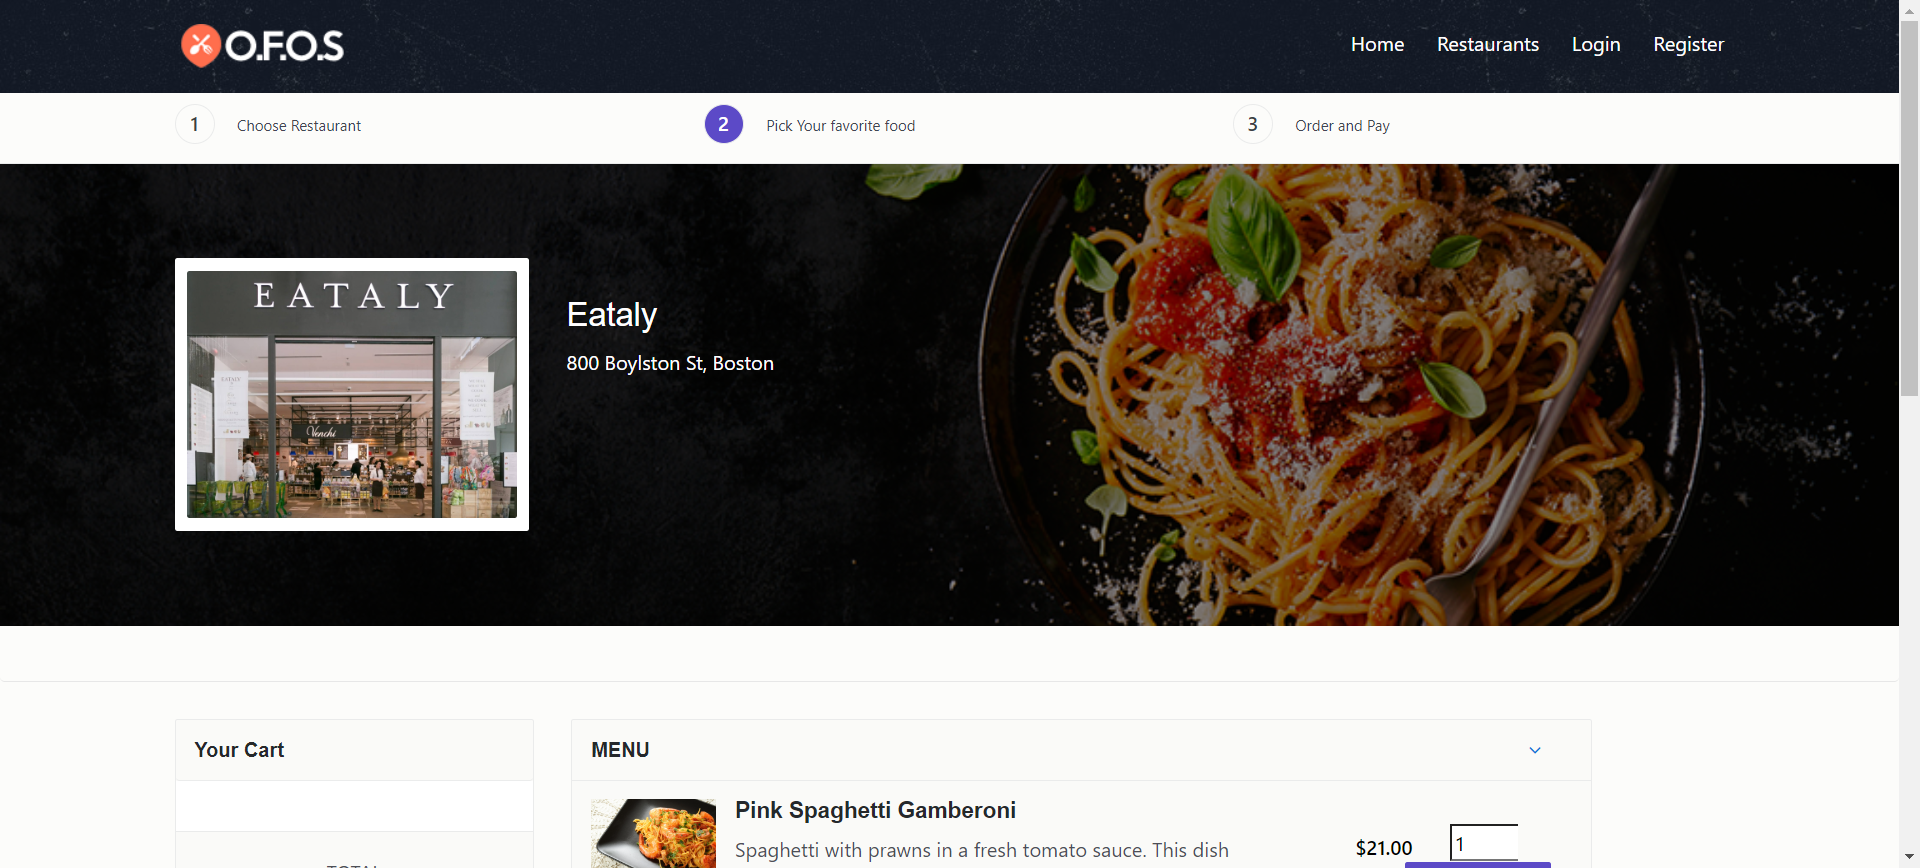 O.F.O.S
Home Restaurants Login Register
1 Choose Restaurant
2 Pick Your favorite food
3 Order and Pay
EATALY
Venchi
Eataly
800 Boylston St, Boston
Your Cart
MENU
Pink Spaghetti Gamberoni
Spaghetti with prawns in a fresh tomato sauce. This dish
$21.00
1